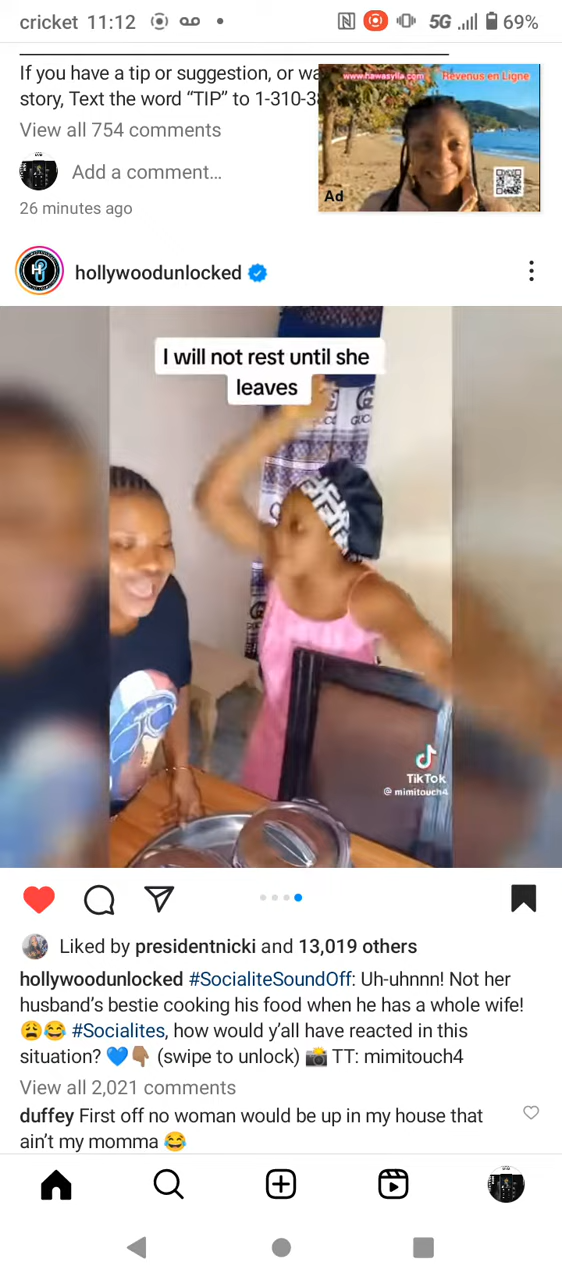 cricket 11:12
5G 69%
If you have a tip or suggestion, or wa
story, Text the word “TIP” to 1-310-3
View all 754 comments
Add a comment...
26 minutes ago
www.hawasylla.com Revenus en Ligne
Ad
hollywoodunlocked
I will not rest until she
leaves
GUCCI
TikTok
@ mimitouch4
Liked by presidentnicki and 13,019 others
hollywoodunlocked #SocialiteSoundOff: Uh-uhnnn! Not her
husband’s bestie cooking his food when he has a whole wife!
😩😂 #Socialites, how would y’all have reacted in this
situation? 💙👇🏾 (swipe to unlock) 📸 TT: mimitouch4
View all 2,021 comments
duffey First off no woman would be up in my house that
ain’t my momma 😂